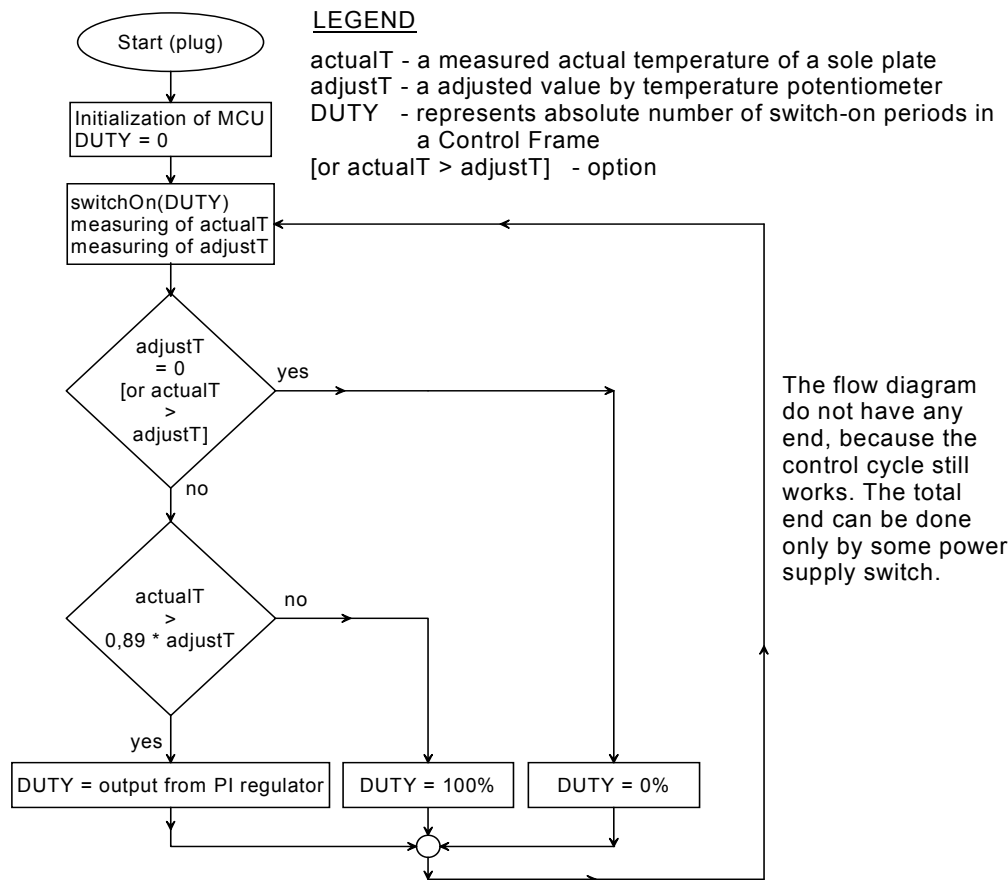 Start (plug)
LEGEND
actualT - a measured actual temperature of a sole plate
adjustT - a adjusted value by temperature potentiometer
DUTY - represents absolute number of switch-on periods in
a Control Frame
[or actualT > adjustT] - option
Initialization of MCU
DUTY = 0
switchOn(DUTY)
measuring of actualT
measuring of adjustT
adjustT
= 0
[or actualT
>
adjustT]
yes
no
actualT
>
0,89 * adjustT
no
yes
DUTY = output from PI regulator
DUTY = 100%
DUTY = 0%
The flow diagram
do not have any
end, because the
control cycle still
works. The total
end can be done
only by some power
supply switch.